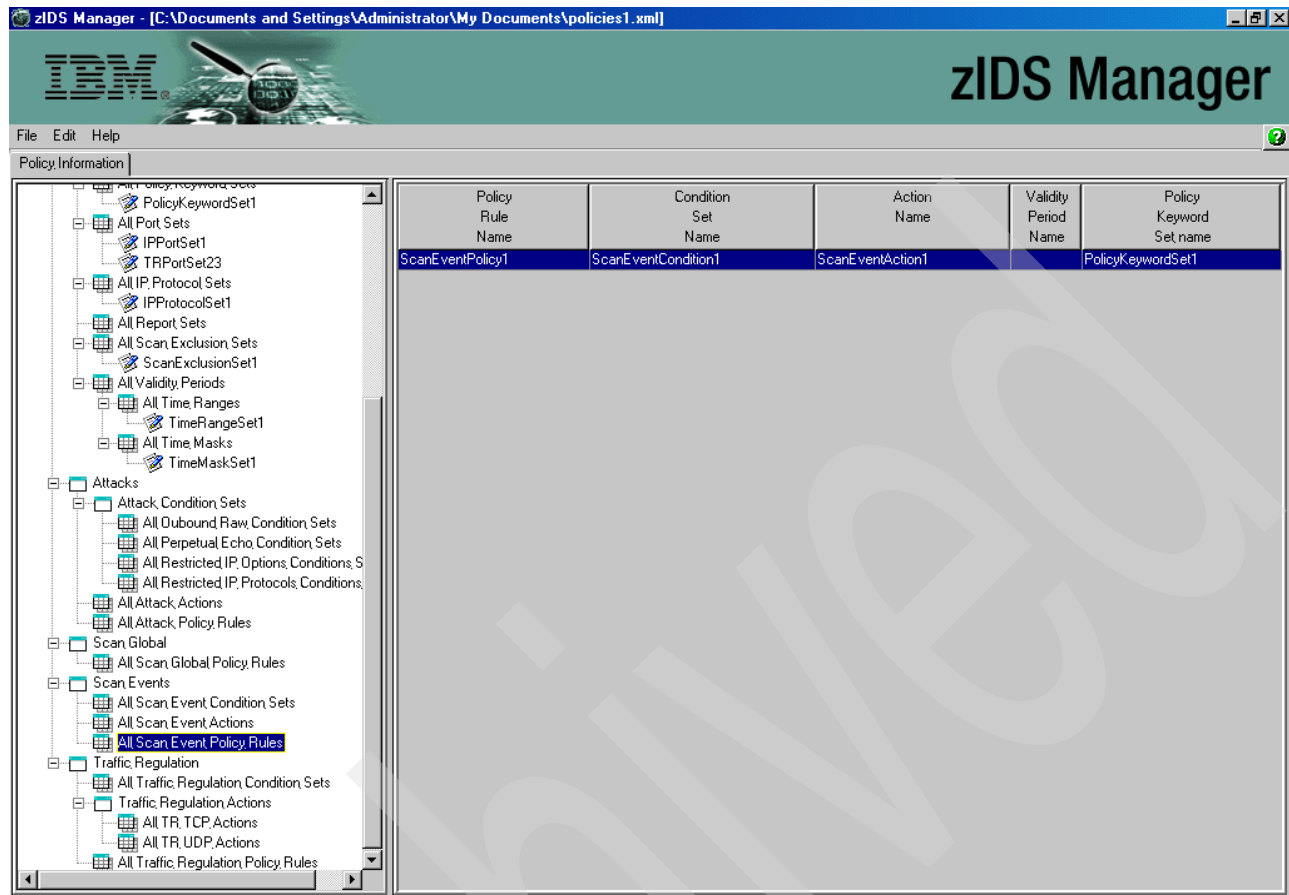 zIDS Manager - [C:\Documents and Settings\Administrator\My Documents\policies1.xml]
IBM
zIDS Manager
File Edit Help
Policy Information
All Policy Keyword Sets
PolicyKeywordSet1
All Port Sets
IPPortSet1
TRPortSet23
All IP Protocol Sets
IPProtocolSet1
All Report Sets
All Scan Exclusion Sets
ScanExclusionSet1
All Validity Periods
All Time Ranges
TimeRangeSet1
All Time Masks
TimeMaskSet1
Attacks
Attack Condition Sets
All Oubound Raw Condition Sets
All Perpetual Echo Condition Sets
All Restricted IP Options Conditions S
All Restricted IP Protocols Conditions
All Attack Actions
All Attack Policy Rules
Scan Global
All Scan Global Policy Rules
Scan Events
All Scan Event Condition Sets
All Scan Event Actions
All Scan Event Policy Rules
Traffic Regulation
All Traffic Regulation Condition Sets
Traffic Regulation Actions
All TR TCP Actions
All TR UDP Actions
All Traffic Regulation Policy Rules
Policy Condition Action Validity Policy
Rule Set Name Period Keyword
Name Name Name Set name
ScanEventPolicy1 ScanEventCondition1 ScanEventAction1 PolicyKeywordSet1
hived